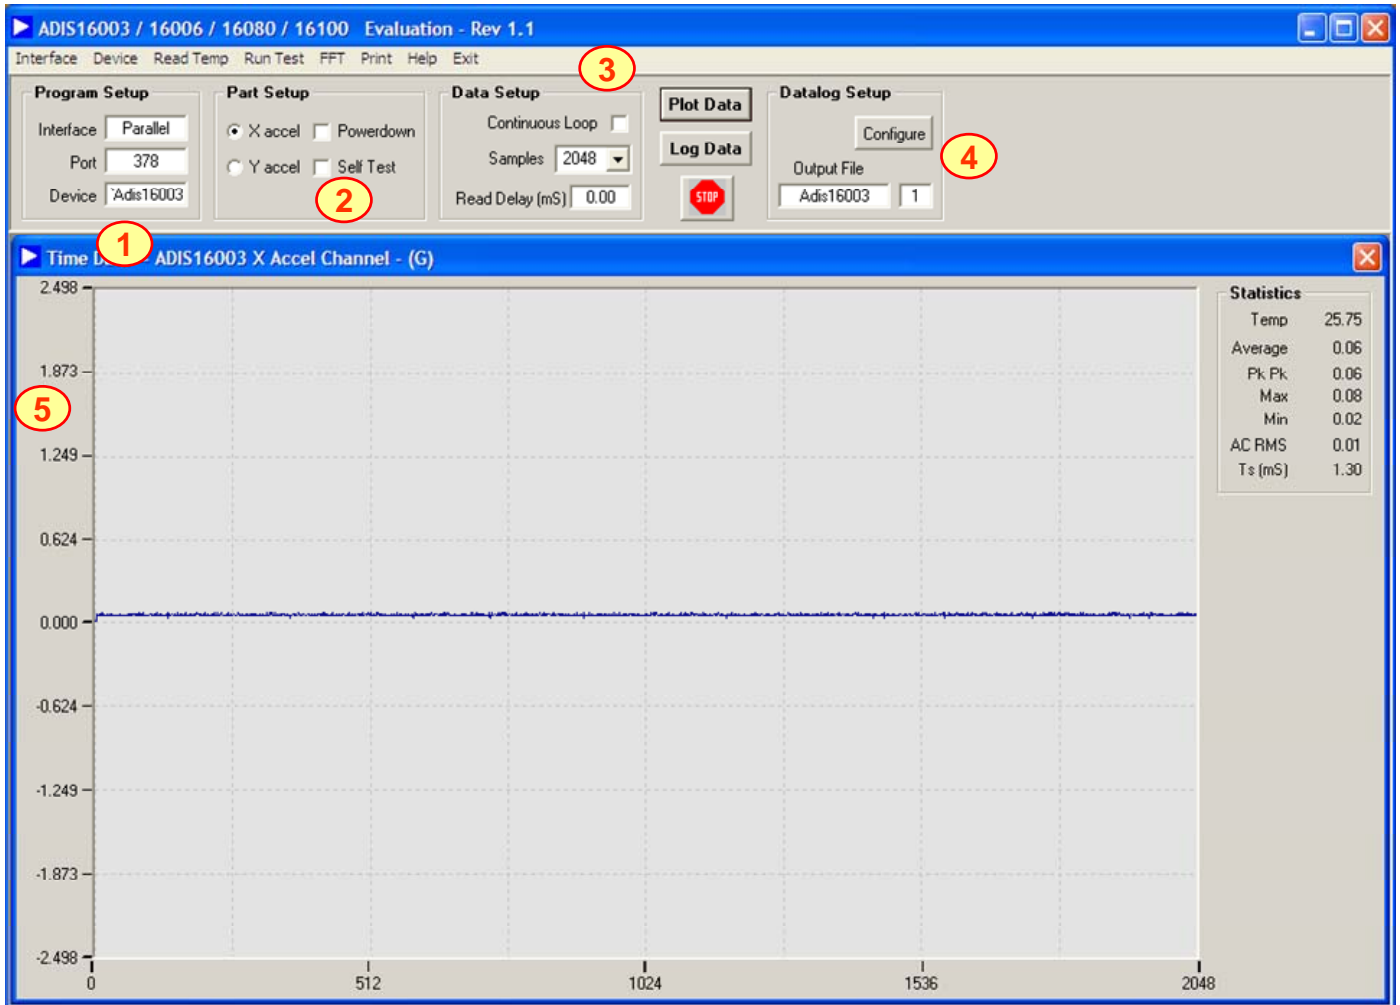 ADIS16003 / 16006 / 16080 / 16100 Evaluation - Rev 1.1
Interface Device Read Temp Run Test FFT Print Help Exit
3
Program Setup
Interface Parallel
Port 378
Device `Adis16003
1
Part Setup
X accel Powerdown
Y accel Self Test
2
Data Setup
Continuous Loop
Samples 2048
Read Delay (mS) 0.00
Plot Data
Log Data
STOP
Datalog Setup
Configure
4
Output File
Adis16003 1
Time - ADIS16003 X Accel Channel - (G)
2.498
1.873
5
1.249
0.624
0.000
-0.624
-1.249
-1.873
-2.498
0 512 1024 1536 2048
Statistics
Temp 25.75
Average 0.06
Pk Pk 0.06
Max 0.08
Min 0.02
AC RMS 0.01
Ts (mS) 1.30